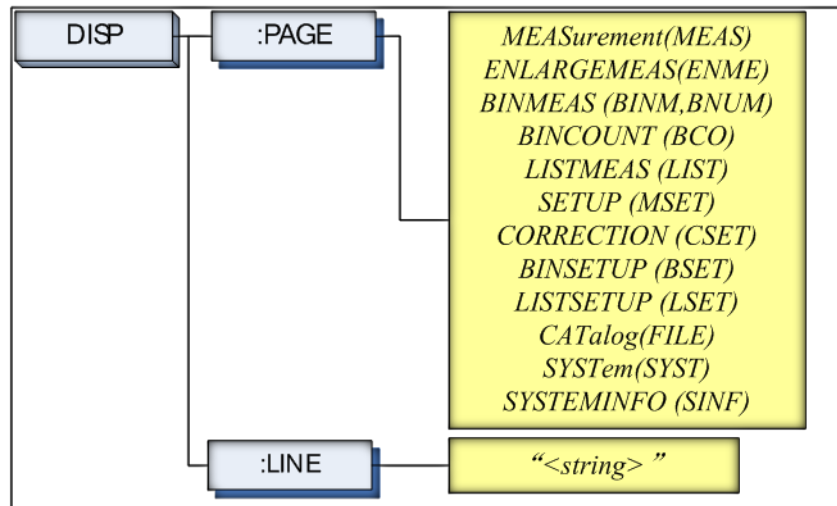 DISP
:PAGE
MEASurement(MEAS)
ENLARGEMEAS(ENME)
BINMEAS (BINM,BNUM)
BINCOUNT (BCO)
LISTMEAS (LIST)
SETUP (MSET)
CORRECTION (CSET)
BINSETUP (BSET)
LISTSETUP (LSET)
CATalog(FILE)
SYSTem(SYST)
SYSTEMINFO (SINF)
:LINE
“<string> ”